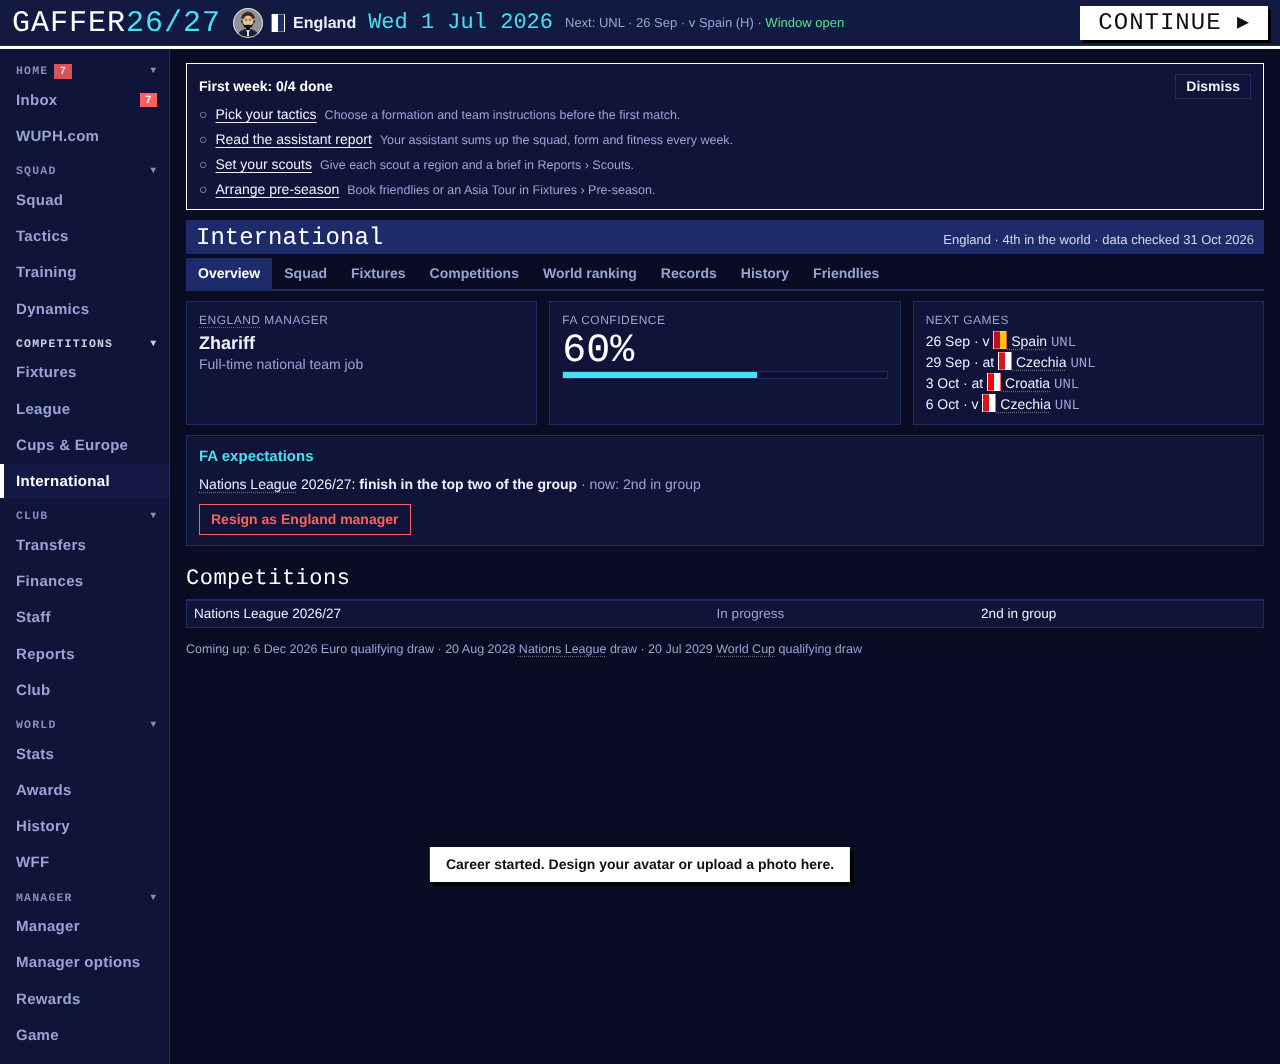 GAFFER26/27 England Wed 1 Jul 2026 Next: UNL · 26 Sep · v Spain (H) · Window open CONTINUE ►
HOME 7 ▼
Inbox 7
WUPH.com
SQUAD ▼
Squad
Tactics
Training
Dynamics
COMPETITIONS ▼
Fixtures
League
Cups & Europe
International
CLUB ▼
Transfers
Finances
Staff
Reports
Club
WORLD ▼
Stats
Awards
History
WFF
MANAGER ▼
Manager
Manager options
Rewards
Game
First week: 0/4 done Dismiss
○ Pick your tactics Choose a formation and team instructions before the first match.
○ Read the assistant report Your assistant sums up the squad, form and fitness every week.
○ Set your scouts Give each scout a region and a brief in Reports › Scouts.
○ Arrange pre-season Book friendlies or an Asia Tour in Fixtures › Pre-season.
International England · 4th in the world · data checked 31 Oct 2026
Overview Squad Fixtures Competitions World ranking Records History Friendlies
ENGLAND MANAGER
Zhariff
Full-time national team job
FA CONFIDENCE
60%
NEXT GAMES
26 Sep · v Spain UNL
29 Sep · at Czechia UNL
3 Oct · at Croatia UNL
6 Oct · v Czechia UNL
FA expectations
Nations League 2026/27: finish in the top two of the group · now: 2nd in group
Resign as England manager
Competitions
Nations League 2026/27 In progress 2nd in group
Coming up: 6 Dec 2026 Euro qualifying draw · 20 Aug 2028 Nations League draw · 20 Jul 2029 World Cup qualifying draw
Career started. Design your avatar or upload a photo here.